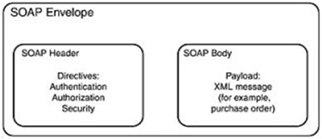 SOAP Envelope
SOAP Header
Directives:
Authentication
Authorization
Security
SOAP Body
Payload:
XML message
(for example,
purchase order)